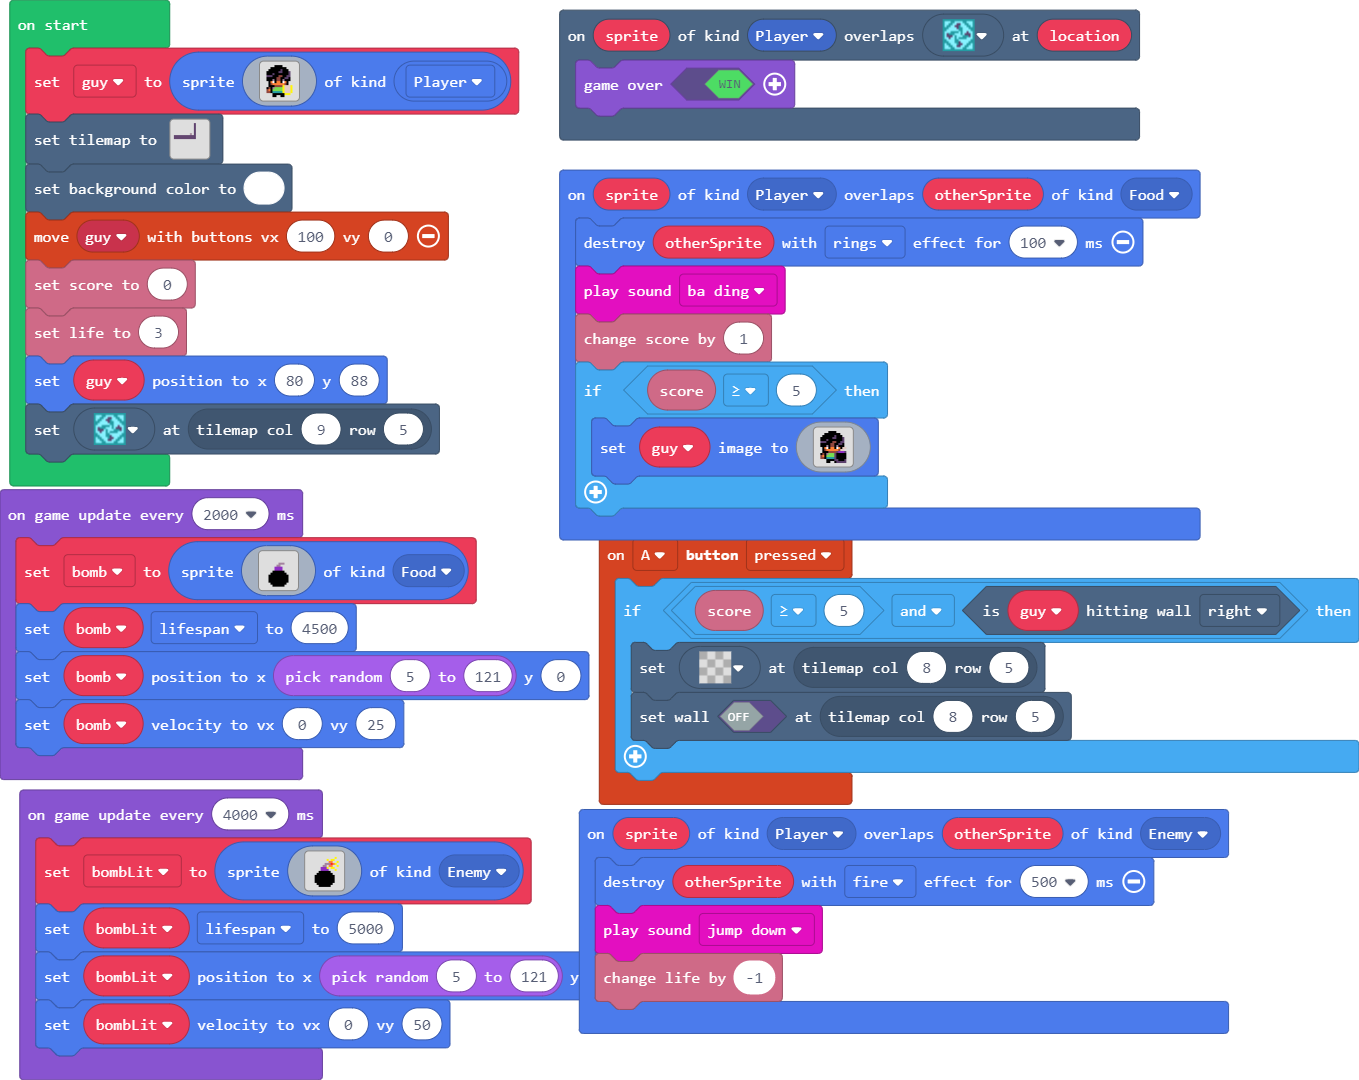 on start
set guy to sprite of kind Player
set tilemap to
set background color to
move guy with buttons vx 100 vy 0
set score to 0
set life to 3
set guy position to x 80 y 88
set at tilemap col 9 row 5
on game update every 2000 ms
set bomb to sprite of kind Food
set bomb lifespan to 4500
set bomb position to x pick random 5 to 121 y 0
set bomb velocity to vx 0 vy 25
on game update every 4000 ms
set bombLit to sprite of kind Enemy
set bombLit lifespan to 5000
set bombLit position to x pick random 5 to 121 y
set bombLit velocity to vx 0 vy 50
on sprite of kind Player overlaps at location
game over WIN
on sprite of kind Player overlaps otherSprite of kind Food
destroy otherSprite with rings effect for 100 ms
play sound ba ding
change score by 1
if score ≥ 5 then
set guy image to
on A button pressed
if score ≥ 5 and is guy hitting wall right then
set at tilemap col 8 row 5
set wall OFF at tilemap col 8 row 5
on sprite of kind Player overlaps otherSprite of kind Enemy
destroy otherSprite with fire effect for 500 ms
play sound jump down
change life by -1